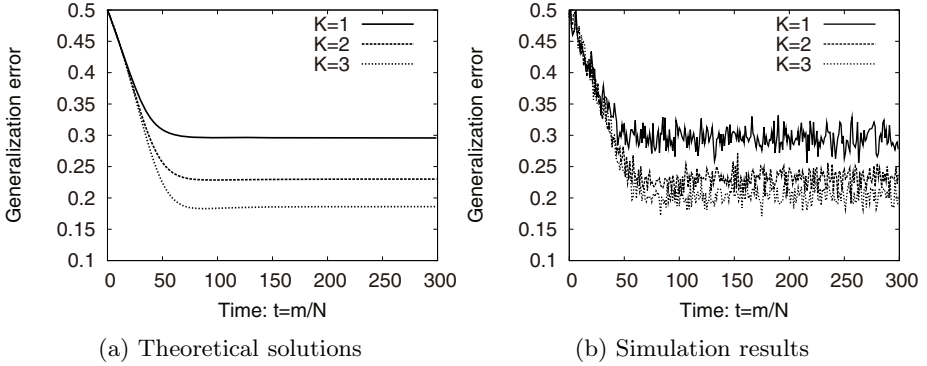 0.5
0.45
0.4
0.35
0.3
0.25
0.2
0.15
0.1
Generalization error
K=1
K=2
K=3
0 50 100 150 200 250 300
Time: t=m/N
(a) Theoretical solutions
0.5
0.45
0.4
0.35
0.3
0.25
0.2
0.15
0.1
Generalization error
K=1
K=2
K=3
0 50 100 150 200 250 300
Time: t=m/N
(b) Simulation results